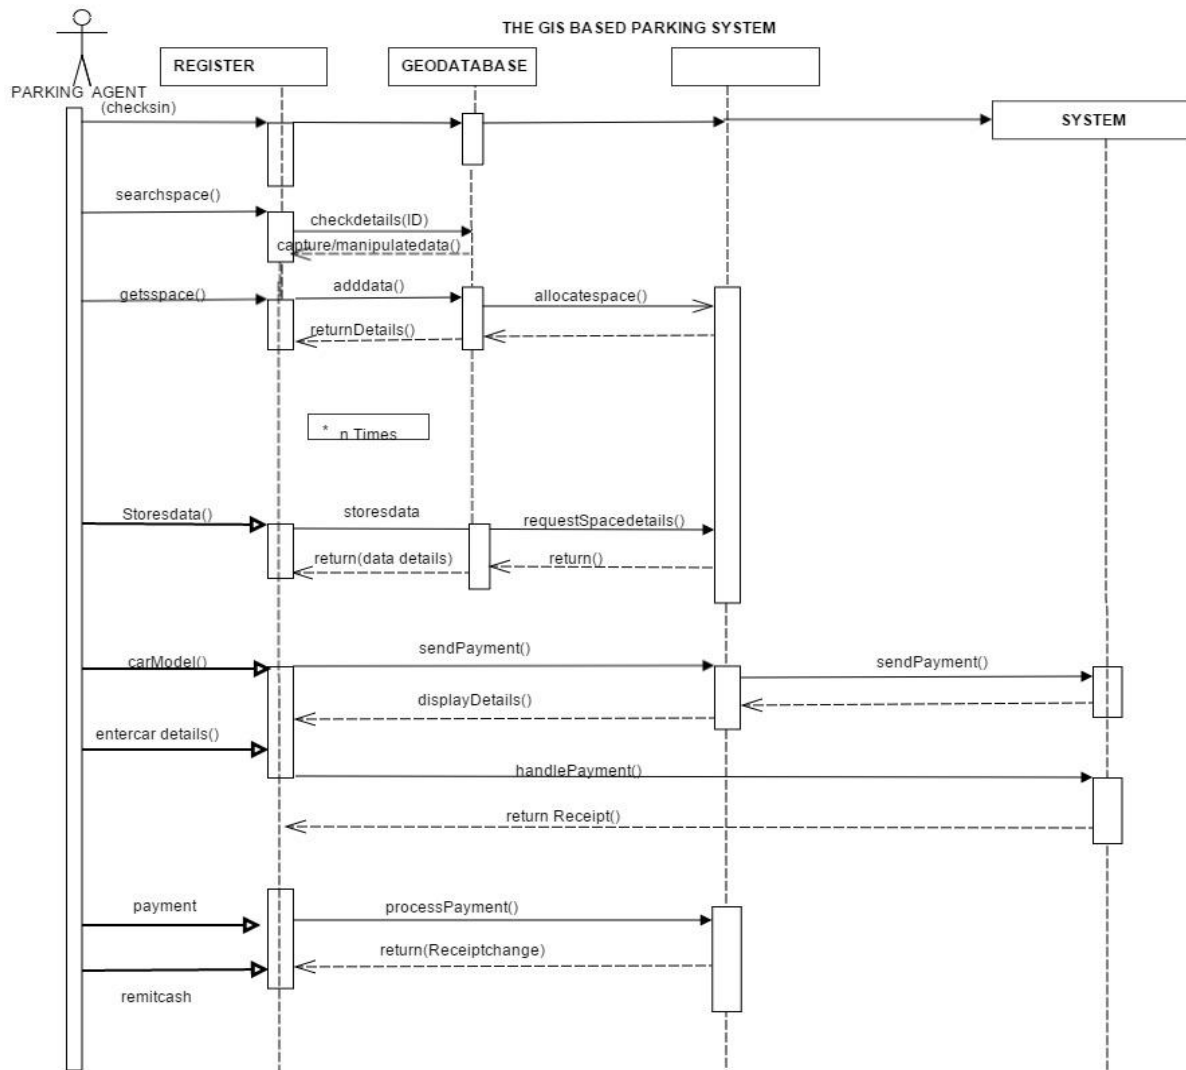 THE GIS BASED PARKING SYSTEM
REGISTER
GEODATABASE
PARKING AGENT
(checksin)
SYSTEM
searchspace()
checkdetails(ID)
capture/manipulatedata()
getsspace()
adddata()
allocatespace()
returnDetails()
* n Times
Storesdata()
storesdata
requestSpacedetails()
return(data details)
return()
carModel()
sendPayment()
sendPayment()
displayDetails()
entercar details()
handlePayment()
return Receipt()
payment
processPayment()
return(Receiptchange)
remitcash